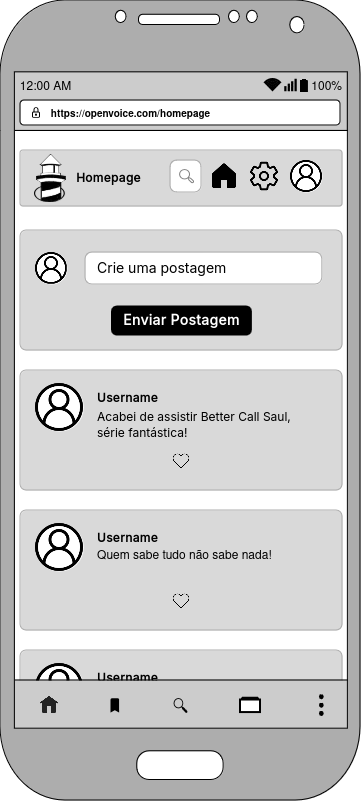 12:00 AM 100%
https://openvoice.com/homepage
Homepage
Crie uma postagem
Enviar Postagem
Username
Acabei de assistir Better Call Saul,
série fantástica!
Username
Quem sabe tudo não sabe nada!
Username